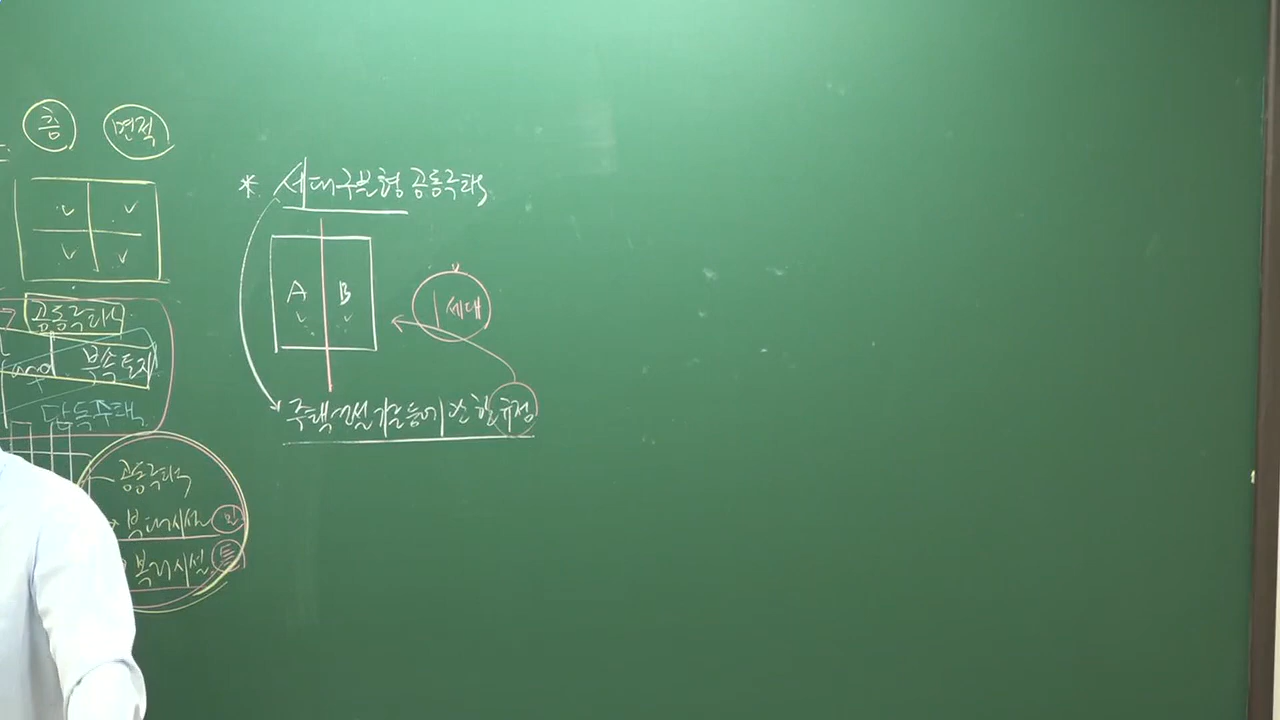 층 면적
* 세대구분형 공동주택
A B
1세대
공동주택
부속토지
단독주택
주택건설기준등에 관한 규정
공동주택
부대시설
복리시설